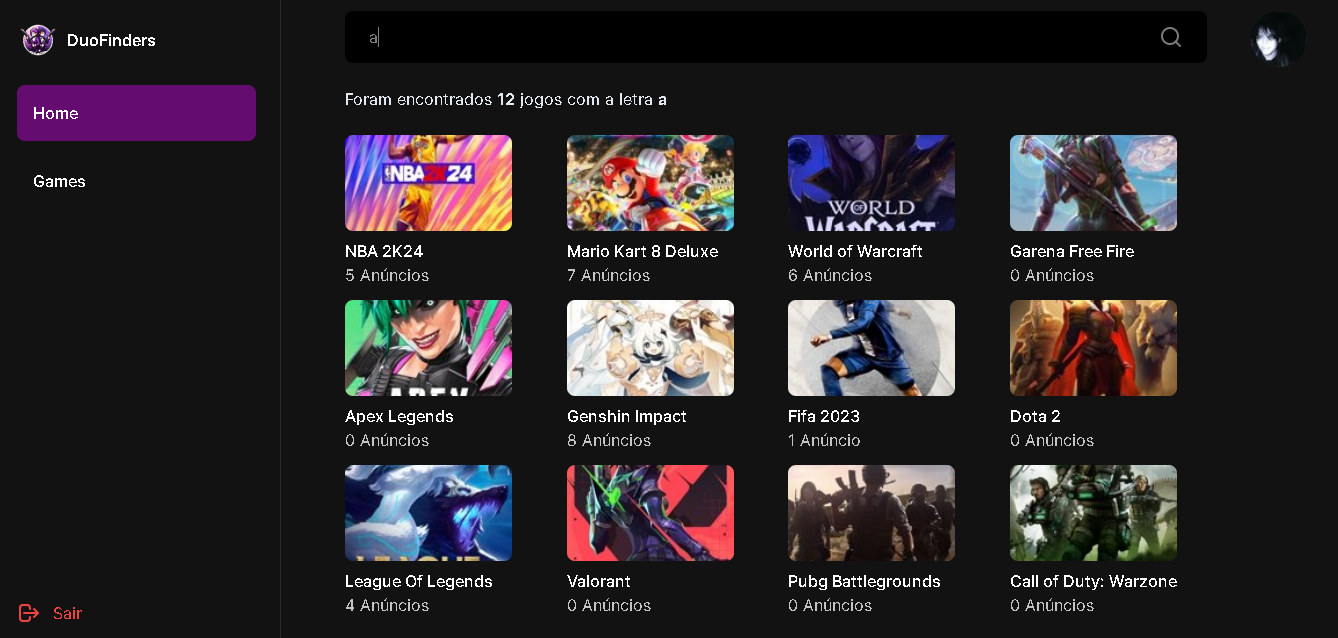 DuoFinders
a
Home
Games
Sair
Foram encontrados 12 jogos com a letra a
NBA 2K24
WORLD
OF
WARCRAFT
NBA 2K24
5 Anúncios
Mario Kart 8 Deluxe
7 Anúncios
World of Warcraft
6 Anúncios
Garena Free Fire
0 Anúncios
APEX
Apex Legends
0 Anúncios
Genshin Impact
8 Anúncios
Fifa 2023
1 Anúncio
Dota 2
0 Anúncios
LEAGUE
League Of Legends
4 Anúncios
Valorant
0 Anúncios
Pubg Battlegrounds
0 Anúncios
Call of Duty: Warzone
0 Anúncios